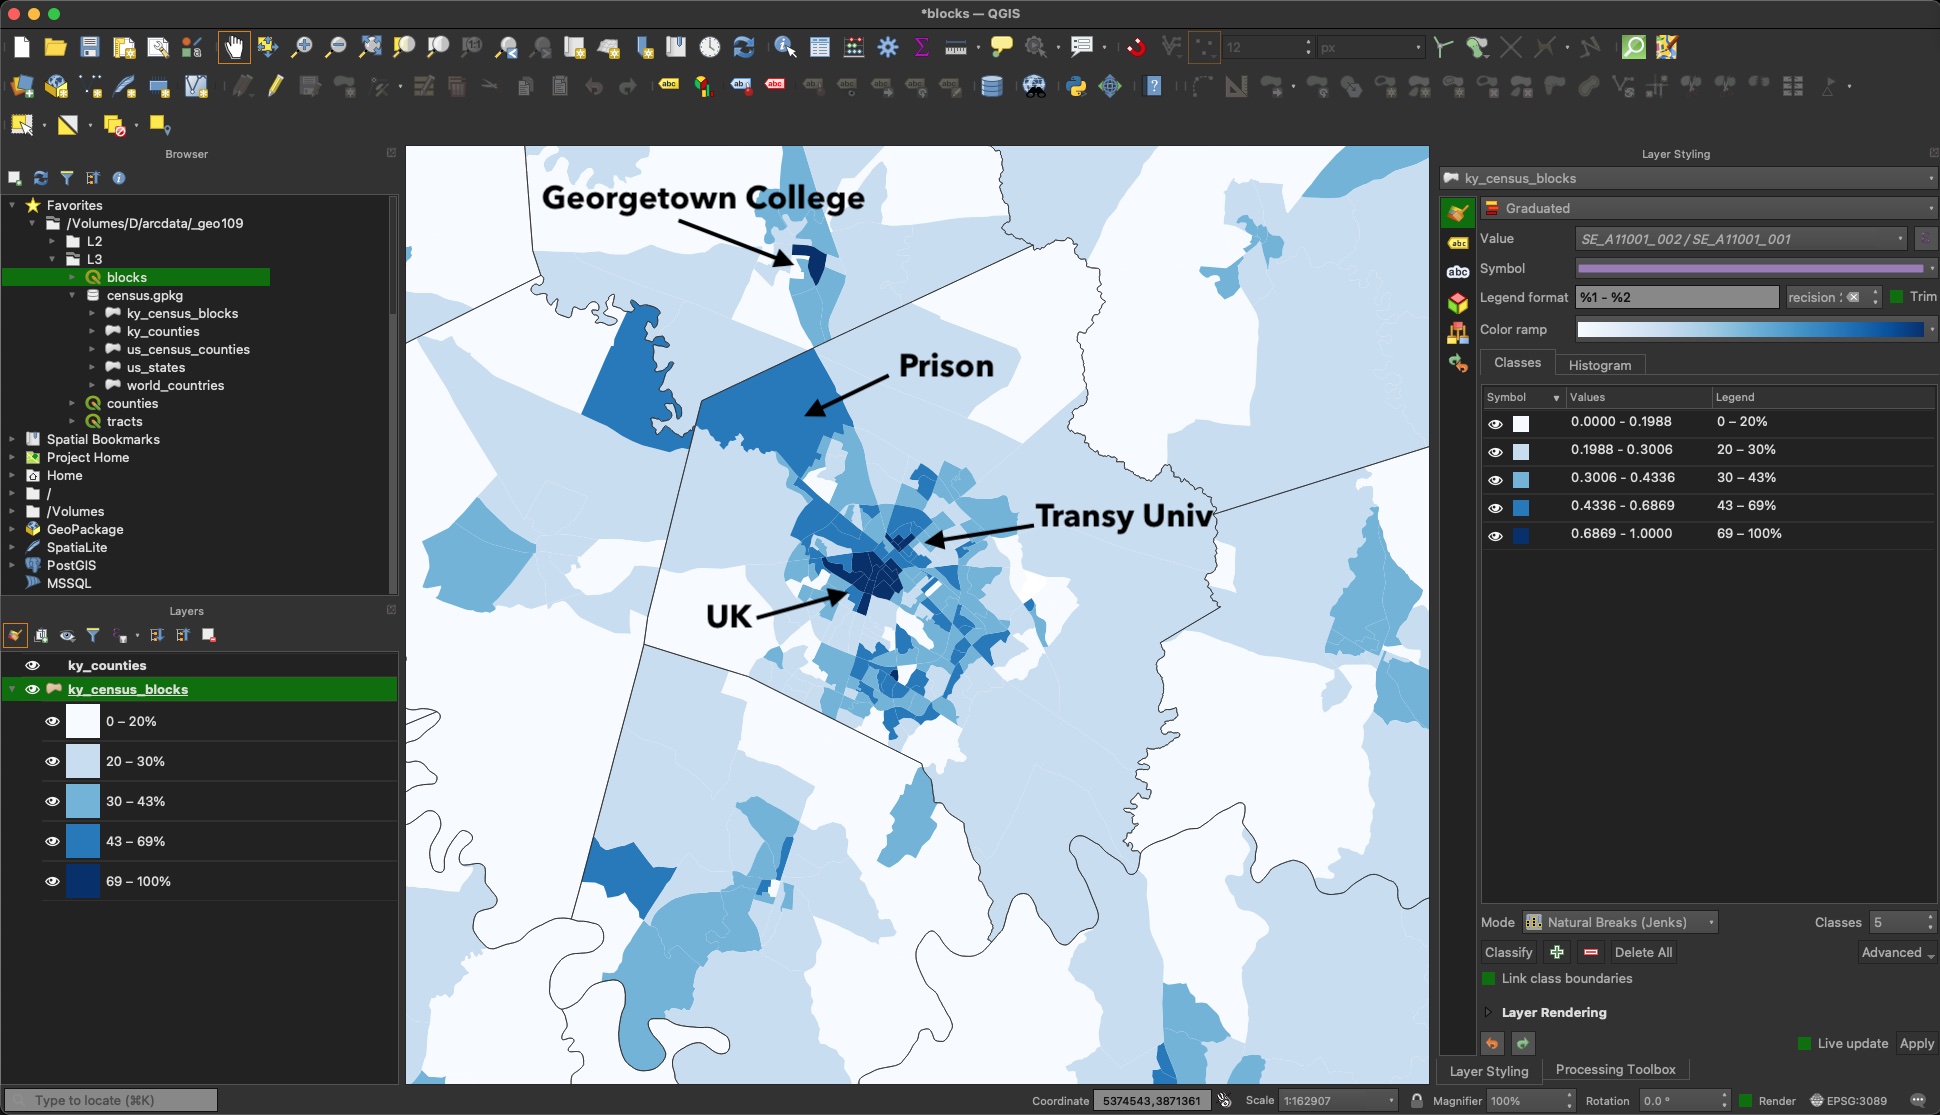 *blocks — QGIS
12
px
Browser
Favorites
/Volumes/D/arcdata/_geo109
L2
L3
blocks
census.gpkg
ky_census_blocks
ky_counties
us_census_counties
us_states
world_countries
counties
tracts
Spatial Bookmarks
Project Home
Home
/
/Volumes
GeoPackage
SpatiaLite
PostGIS
MSSQL
Layers
ky_counties
ky_census_blocks
0 – 20%
20 – 30%
30 – 43%
43 – 69%
69 – 100%
Georgetown College
Prison
Transy Univ
UK
Layer Styling
ky_census_blocks
Graduated
Value
SE_A11001_002 / SE_A11001_001
Symbol
Legend format
%1 - %2
recision
Trim
Color ramp
Classes
Histogram
Symbol Values Legend
0.0000 - 0.1988 0 – 20%
0.1988 - 0.3006 20 – 30%
0.3006 - 0.4336 30 – 43%
0.4336 - 0.6869 43 – 69%
0.6869 - 1.0000 69 – 100%
Mode Natural Breaks (Jenks) Classes 5
Classify Delete All Advanced
Link class boundaries
Layer Rendering
Live update Apply
Layer Styling Processing Toolbox
Type to locate (⌘K)
Coordinate 5374543,3871361 Scale 1:162907 Magnifier 100% Rotation 0.0 ° Render EPSG:3089